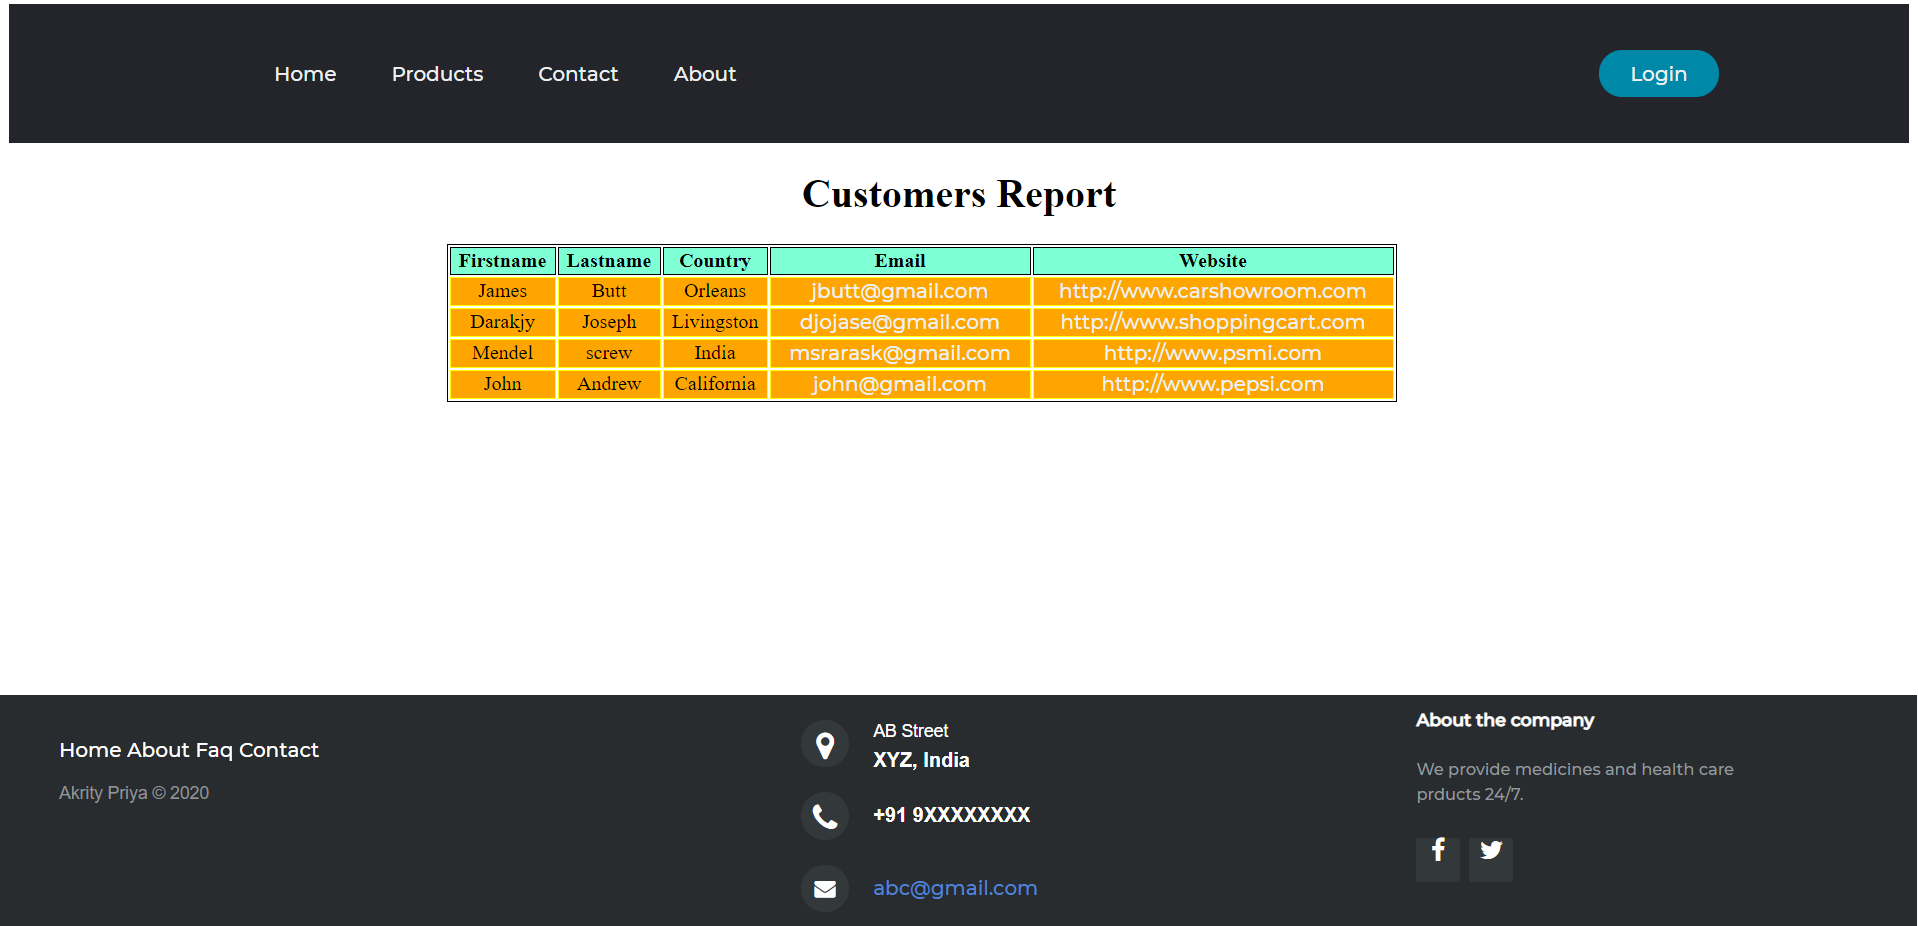 Home Products Contact About Login
Customers Report
Firstname Lastname Country Email Website
James Butt Orleans jbutt@gmail.com http://www.carshowroom.com
Darakjy Joseph Livingston djojase@gmail.com http://www.shoppingcart.com
Mendel screw India msrarask@gmail.com http://www.psmi.com
John Andrew California john@gmail.com http://www.pepsi.com
Home About Faq Contact
Akrity Priya © 2020
AB Street
XYZ, India
+91 9XXXXXXXX
abc@gmail.com
About the company
We provide medicines and health care
prducts 24/7.